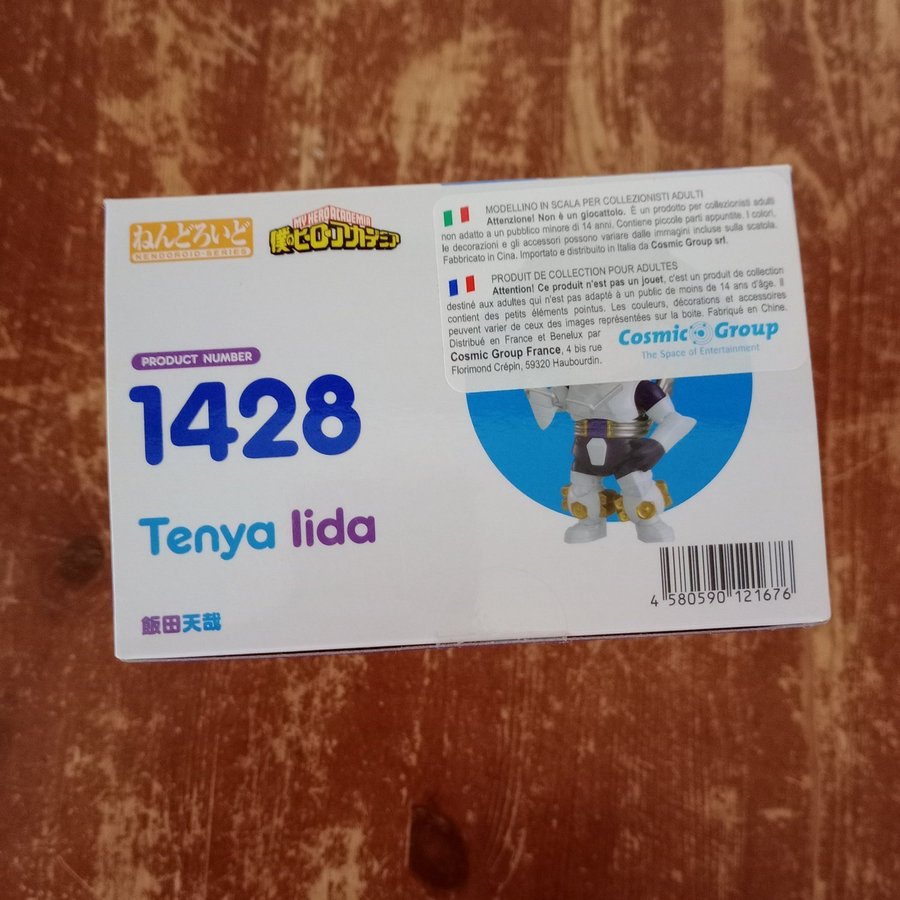 ねんどろいど
NENDOROID-SERIES
MY HERO ACADEMIA
僕のヒーローアカデミア
PRODUCT NUMBER
1428
Tenya Iida
飯田天哉
MODELLINO IN SCALA PER COLLEZIONISTI ADULTI
Attenzione! Non è un giocattolo. È un prodotto per collezionisti adulti
non adatto a un pubblico minore di 14 anni. Contiene piccole parti appuntite. I colori,
le decorazioni e gli accessori possono variare dalle immagini incluse sulla scatola.
Fabbricato in Cina. Importato e distribuito in Italia da Cosmic Group srl.
PRODUIT DE COLLECTION POUR ADULTES
Attention! Ce produit n'est pas un jouet, c'est un produit de collection
destiné aux adultes qui n'est pas adapté à un public de moins de 14 ans d'âge. Il
contient des petits éléments pointus. Les couleurs, décorations et accessoires
peuvent varier de ceux des images représentées sur la boite. Fabriqué en Chine.
Distribué en France et Benelux par
Cosmic Group France, 4 bis rue
Florimond Crépin, 59320 Haubourdin.
Cosmic Group
The Space of Entertainment
4 580590 121676